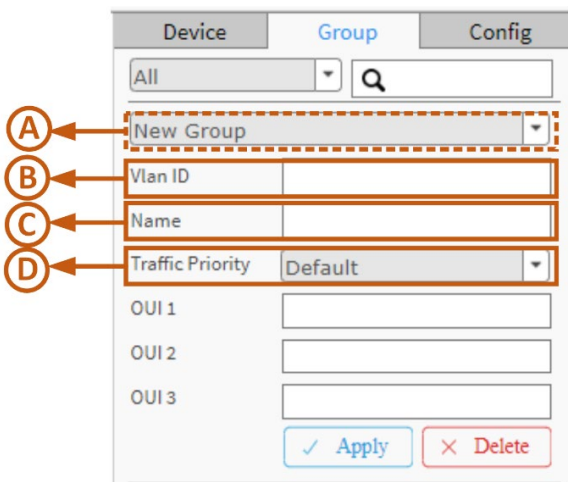 Device Group Config
All
A New Group
B Vlan ID
C Name
D Traffic Priority Default
OUI 1
OUI 2
OUI 3
Apply Delete